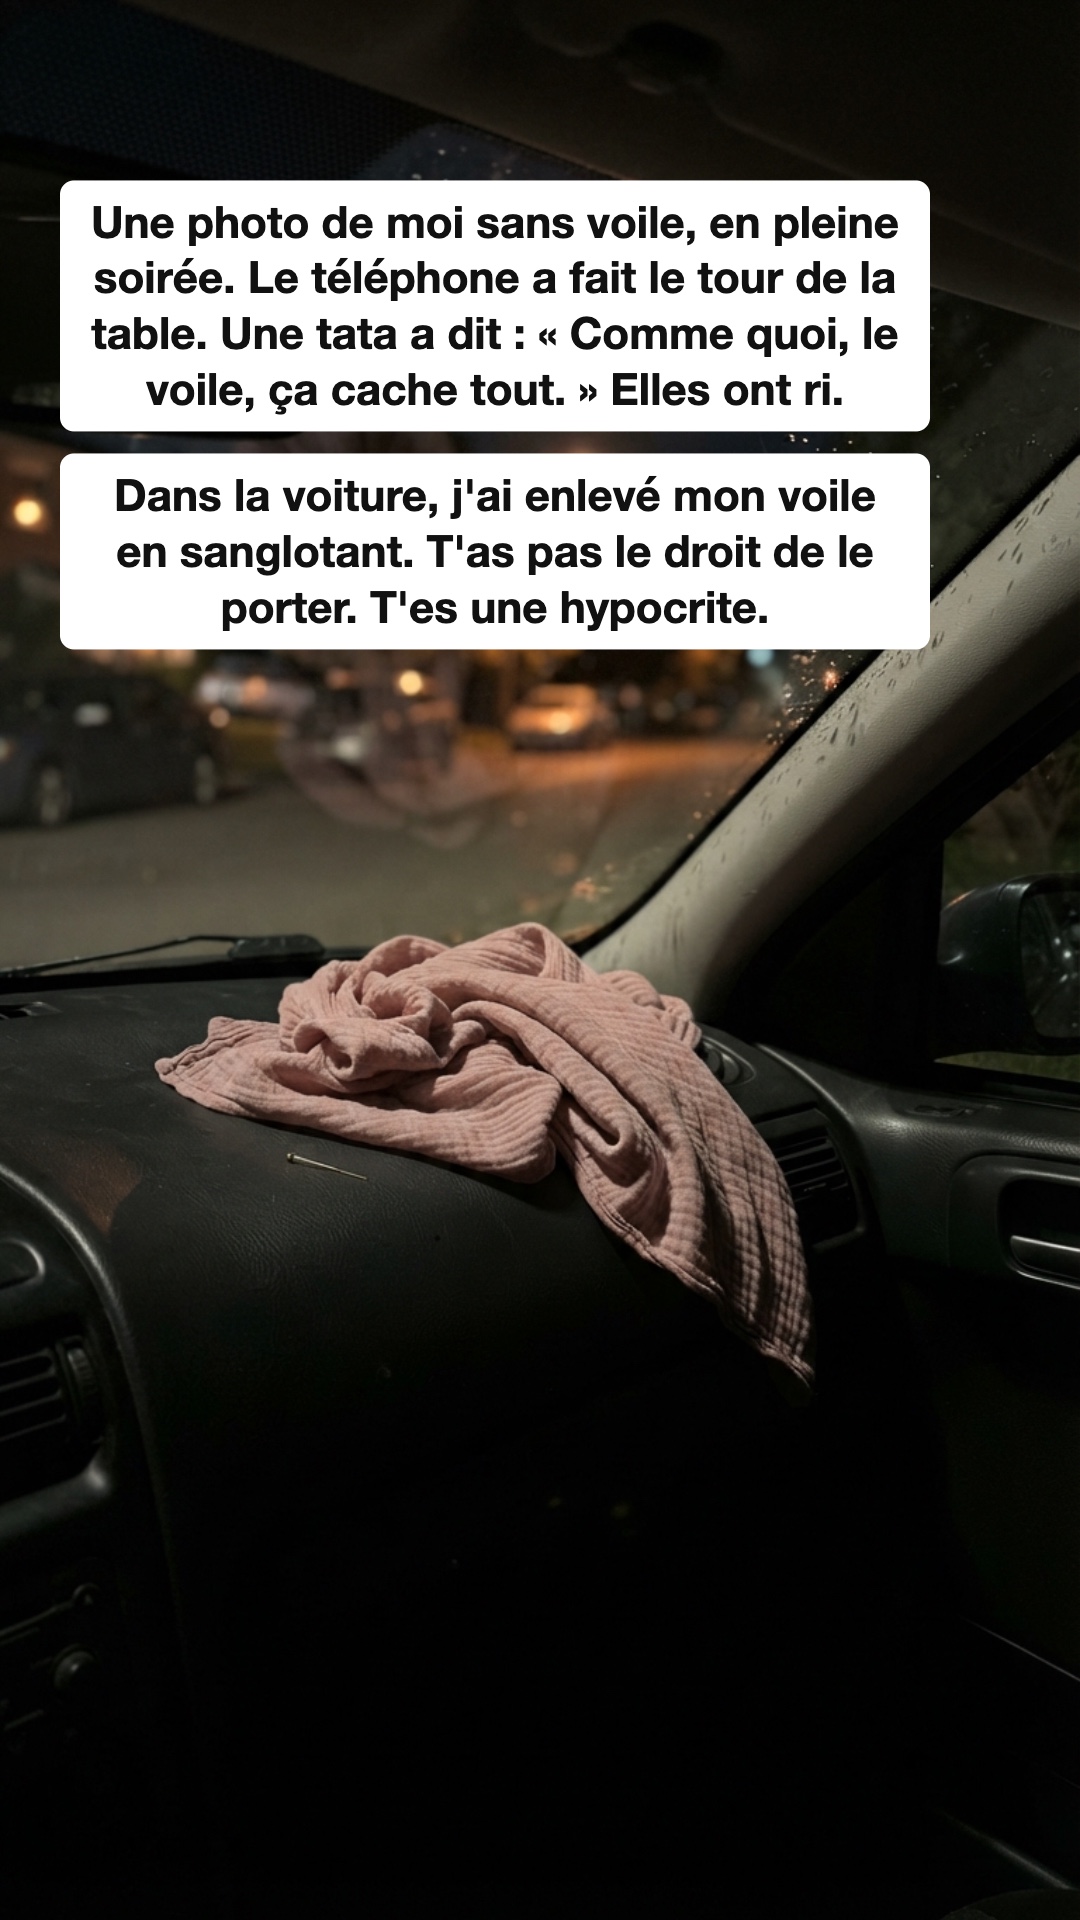 Une photo de moi sans voile, en pleine
soirée. Le téléphone a fait le tour de la
table. Une tata a dit : « Comme quoi, le
voile, ça cache tout. » Elles ont ri.
Dans la voiture, j'ai enlevé mon voile
en sanglotant. T'as pas le droit de le
porter. T'es une hypocrite.